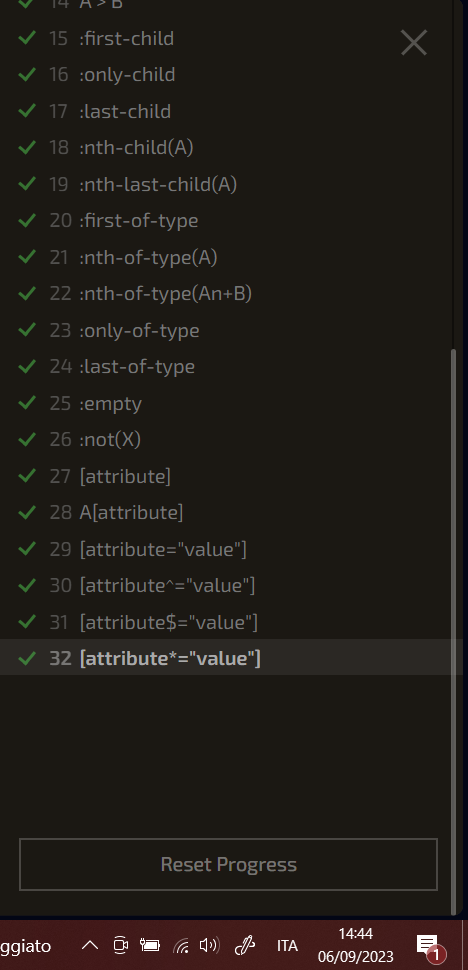 14 A > B
15 :first-child
16 :only-child
17 :last-child
18 :nth-child(A)
19 :nth-last-child(A)
20 :first-of-type
21 :nth-of-type(A)
22 :nth-of-type(An+B)
23 :only-of-type
24 :last-of-type
25 :empty
26 :not(X)
27 [attribute]
28 A[attribute]
29 [attribute="value"]
30 [attribute^="value"]
31 [attribute$="value"]
32 [attribute*="value"]
Reset Progress
ggiato
ITA
14:44
06/09/2023
1